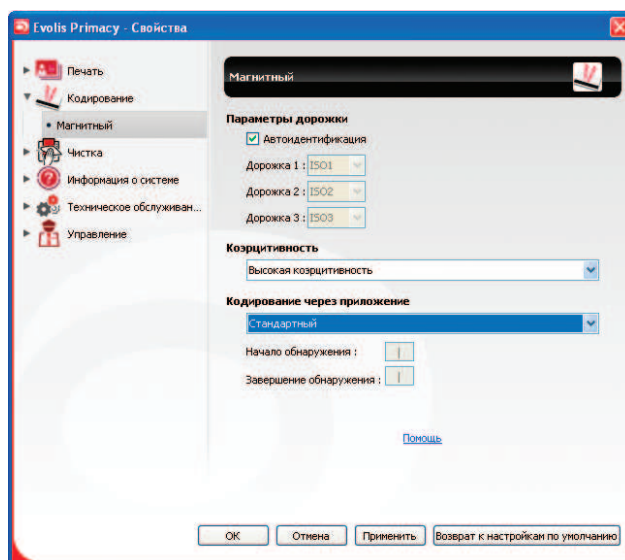 Evolis Primacy - Свойства
Печать
Кодирование
Магнитный
Чистка
Информация о системе
Техническое обслуживан...
Управление
Магнитный
Параметры дорожки
Автоидентификация
Дорожка 1 : ISO1
Дорожка 2 : ISO2
Дорожка 3 : ISO3
Коэрцитивность
Высокая коэрцитивность
Кодирование через приложение
Стандартный
Начало обнаружения : |
Завершение обнаружения : |
Помощь
ОК Отмена Применить Возврат к настройкам по умолчанию